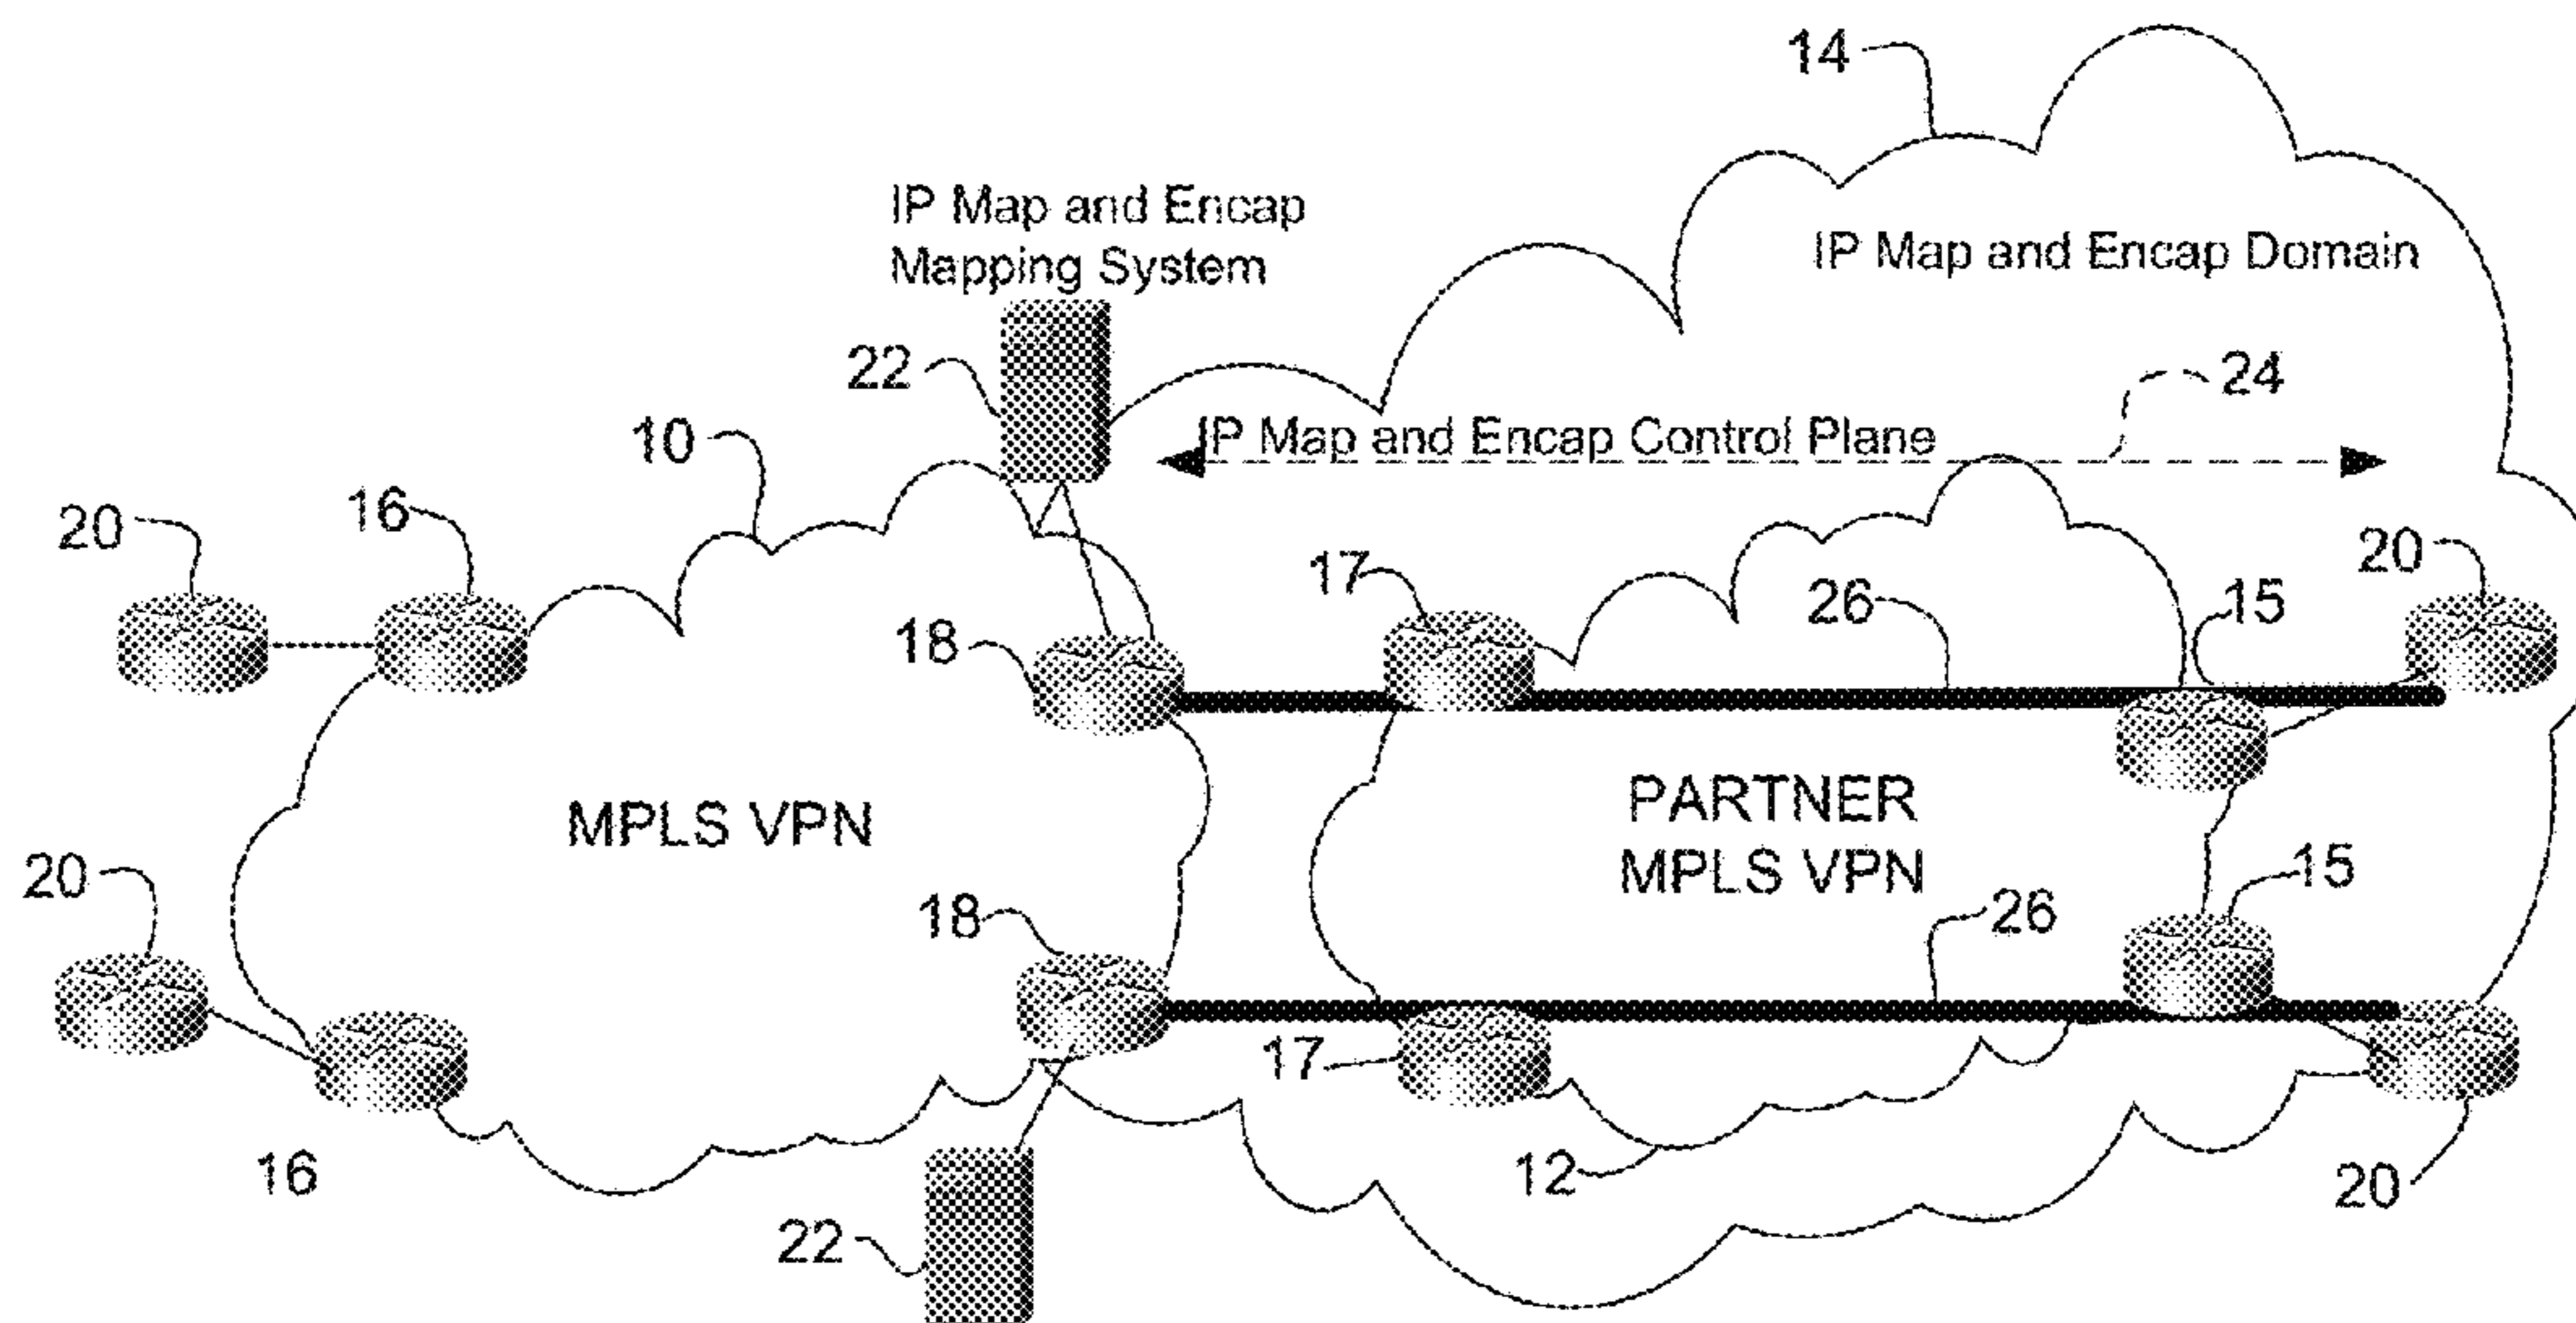 14
IP Map and Encap
Mapping System
IP Map and Encap Domain
22
24
10
IP Map and Encap Control Plane
20
16
17
26
15
20
18
MPLS VPN
PARTNER
MPLS VPN
20
18
26
15
17
16
12
20
22